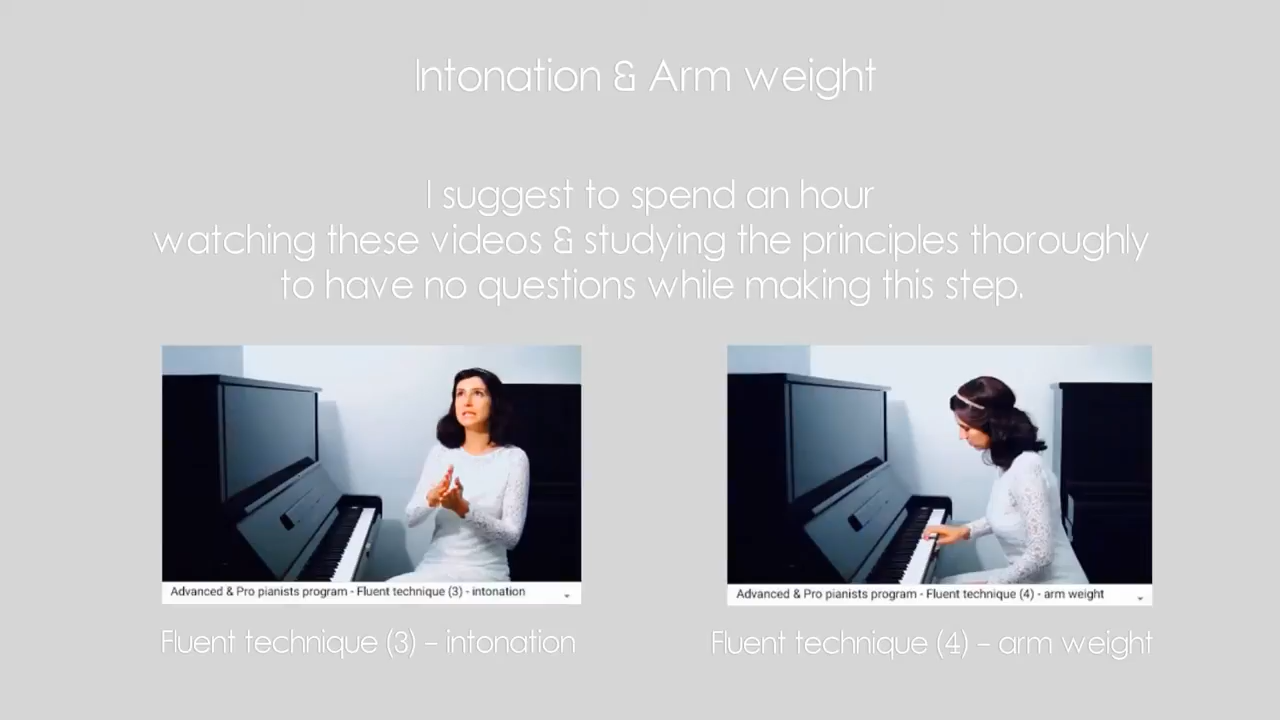 Intonation & Arm weight
I suggest to spend an hour
watching these videos & studying the principles thoroughly
to have no questions while making this step.
Advanced & Pro pianists program - Fluent technique (3) - intonation
Advanced & Pro pianists program - Fluent technique (4) - arm weight
Fluent technique (3) – intonation
Fluent technique (4) – arm weight